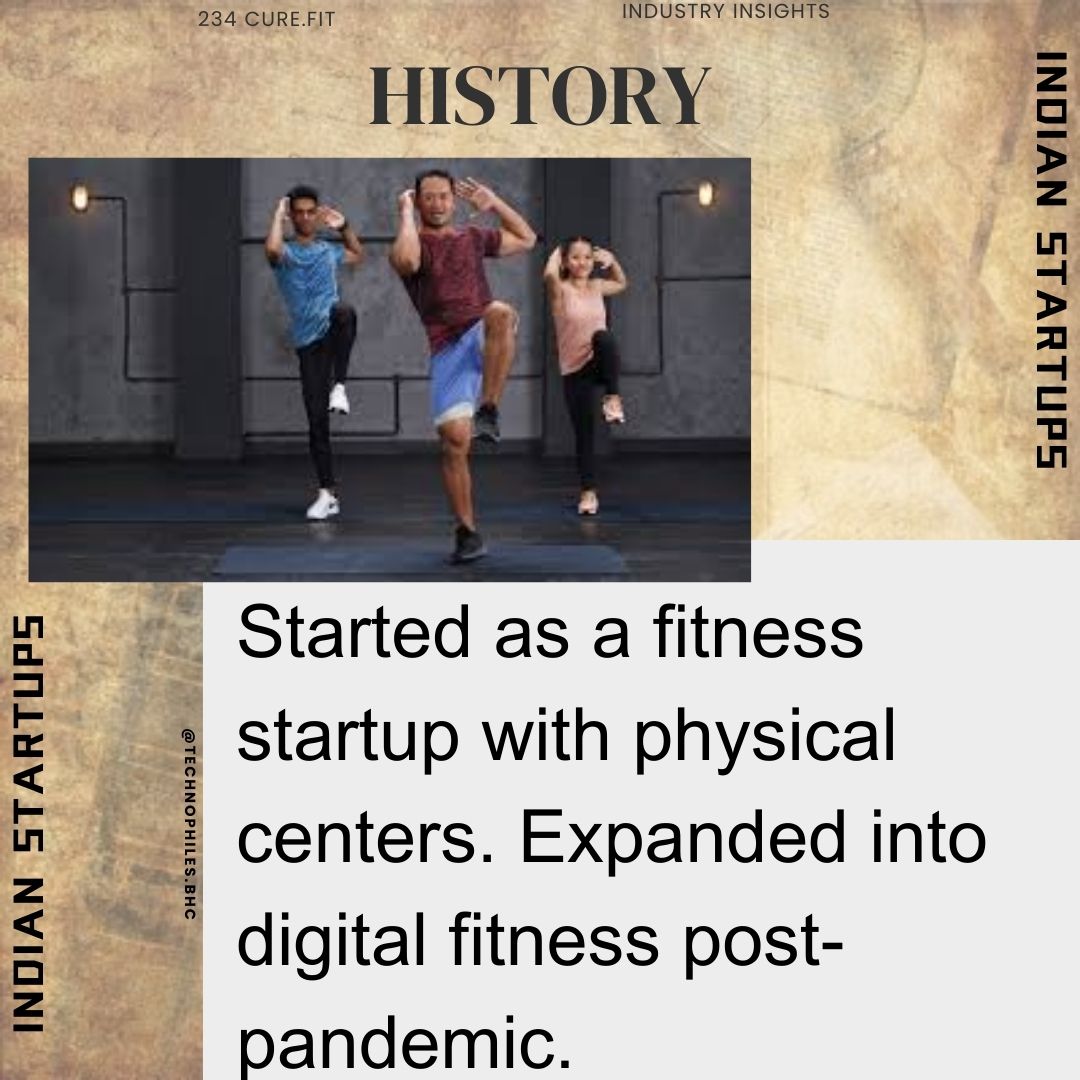 234 CURE.FIT
INDUSTRY INSIGHTS
HISTORY
INDIAN STARTUPS
Started as a fitness
startup with physical
centers. Expanded into
digital fitness post-
pandemic.
INDIAN STARTUPS
@TECHNOPHILES.BHC